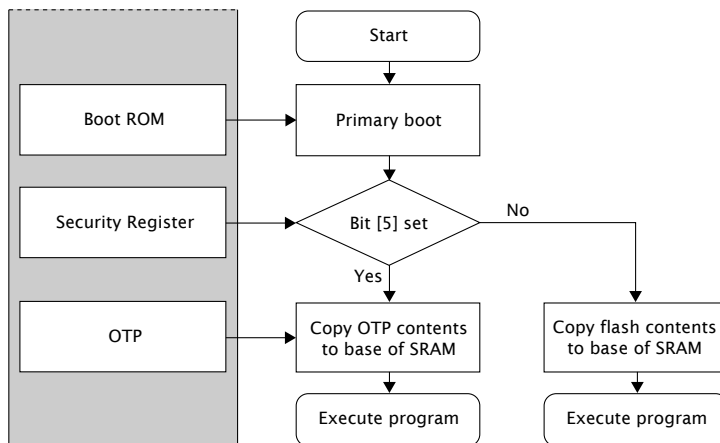 Start
Boot ROM
Primary boot
Security Register
Bit [5] set
No
Yes
OTP
Copy OTP contents
to base of SRAM
Copy flash contents
to base of SRAM
Execute program
Execute program